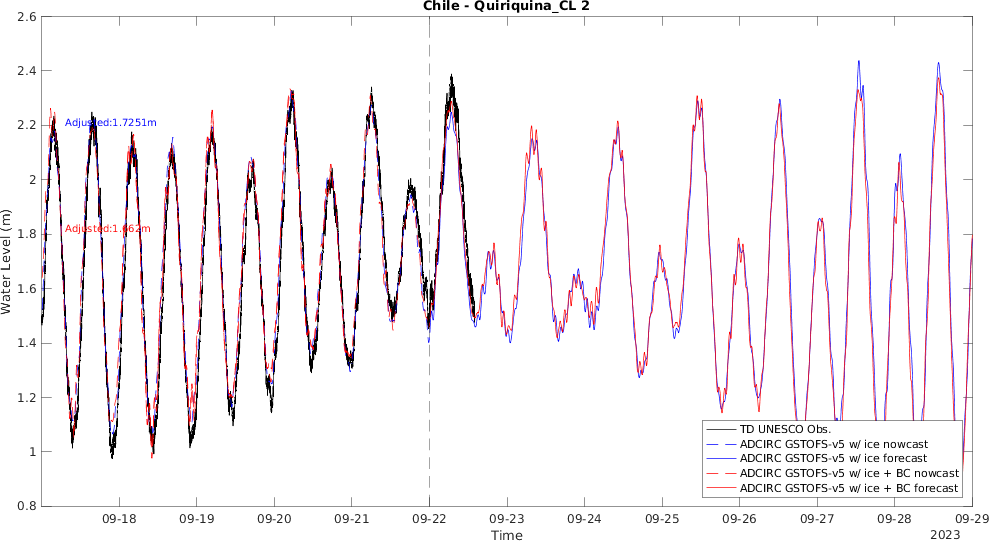 Chile - Quiriquina_CL 2
2.6
2.4
2.2
2
1.8
1.6
1.4
1.2
1
0.8
Water Level (m)
Adjusted:1.7251m
Adjusted:1.662m
TD UNESCO Obs.
ADCIRC GSTOFS-v5 w/ ice nowcast
ADCIRC GSTOFS-v5 w/ ice forecast
ADCIRC GSTOFS-v5 w/ ice + BC nowcast
ADCIRC GSTOFS-v5 w/ ice + BC forecast
09-18 09-19 09-20 09-21 09-22 09-23 09-24 09-25 09-26 09-27 09-28 09-29
Time
2023